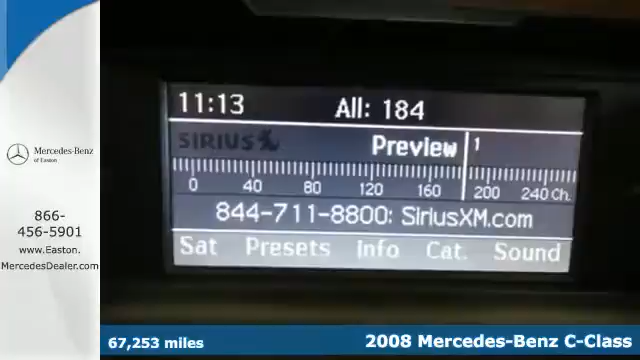 Mercedes-Benz
of Easton
866-
456-5901
www.Easton.
MercedesDealer.com
11:13 All: 184
SIRIUS Preview 1
0 40 80 120 160 200 240 Ch.
844-711-8800: SiriusXM.com
Sat Presets Info Cat. Sound
67,253 miles 2008 Mercedes-Benz C-Class